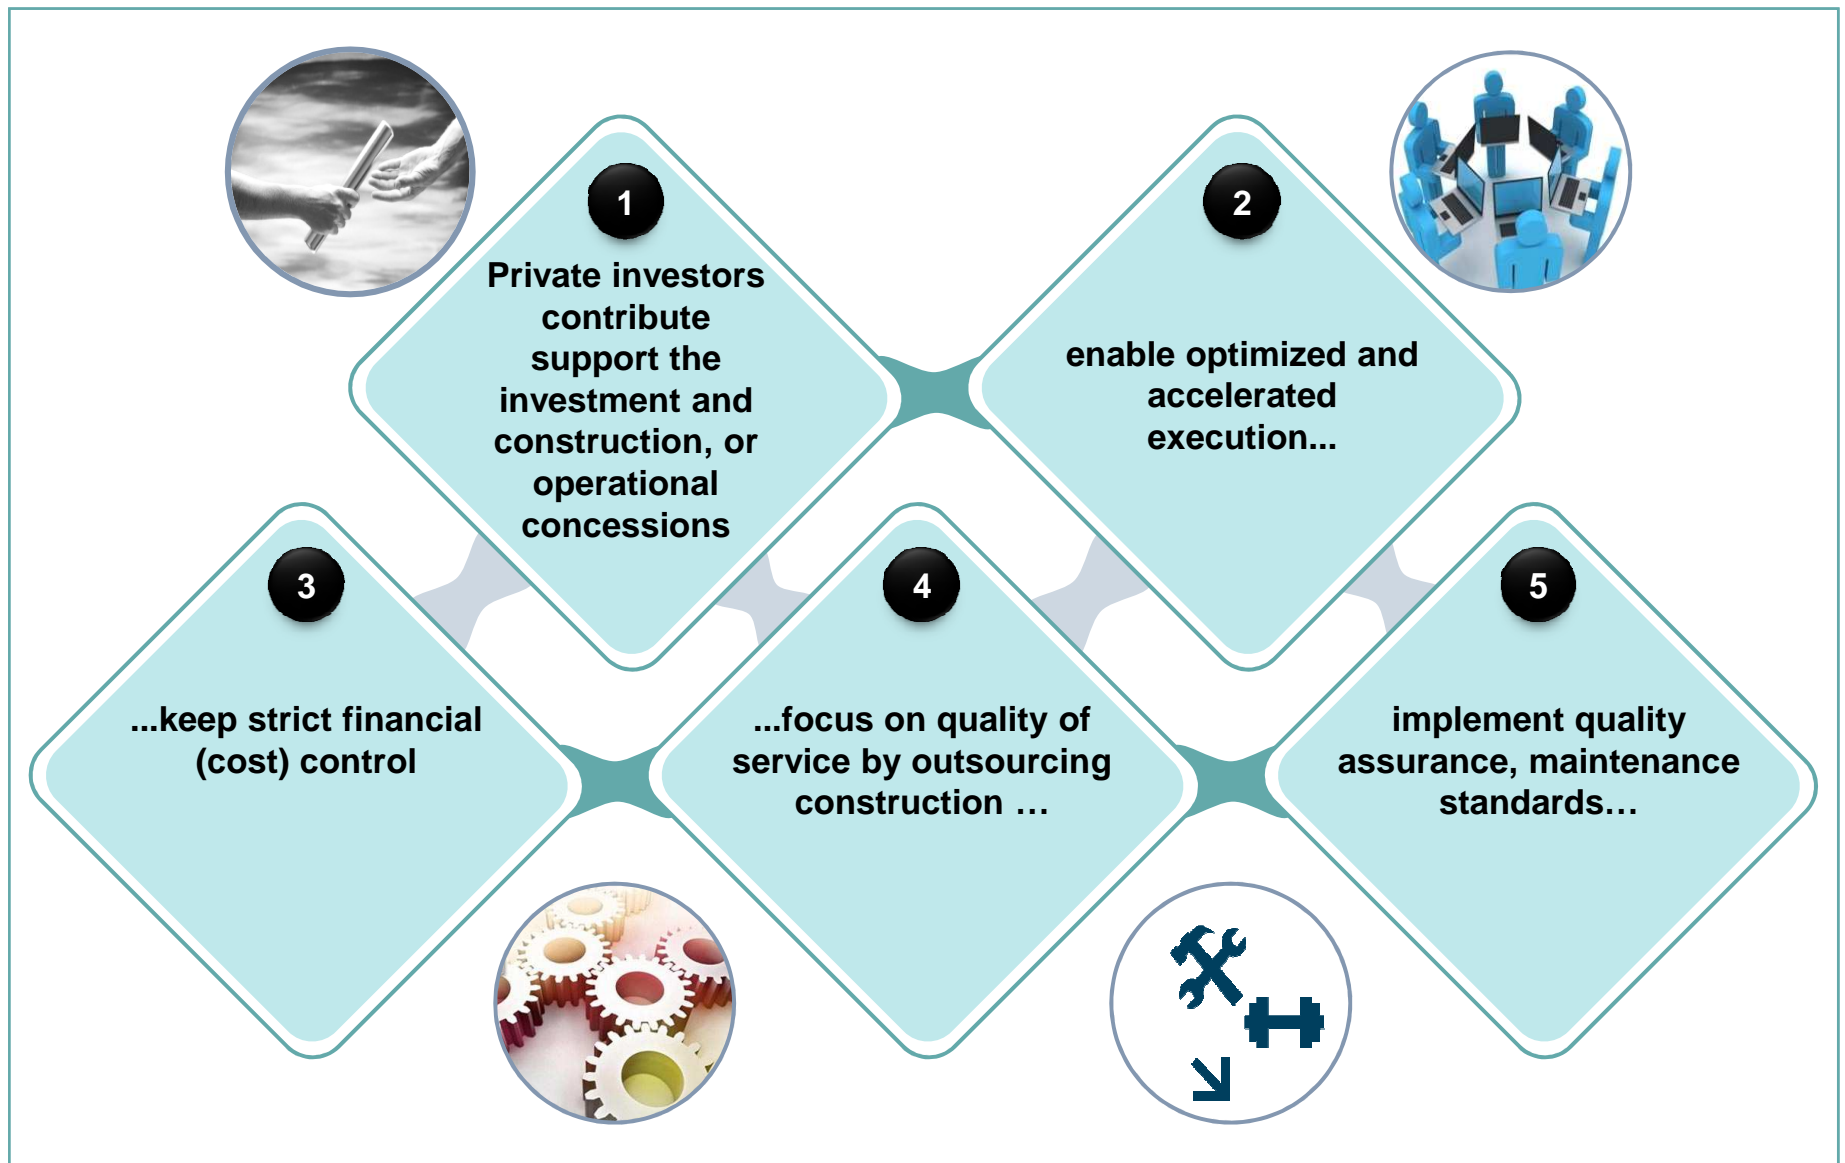 1
Private investors
contribute
support the
investment and
construction, or
operational
concessions
2
enable optimized and
accelerated
execution...
3
...keep strict financial
(cost) control
4
...focus on quality of
service by outsourcing
construction …
5
implement quality
assurance, maintenance
standards…